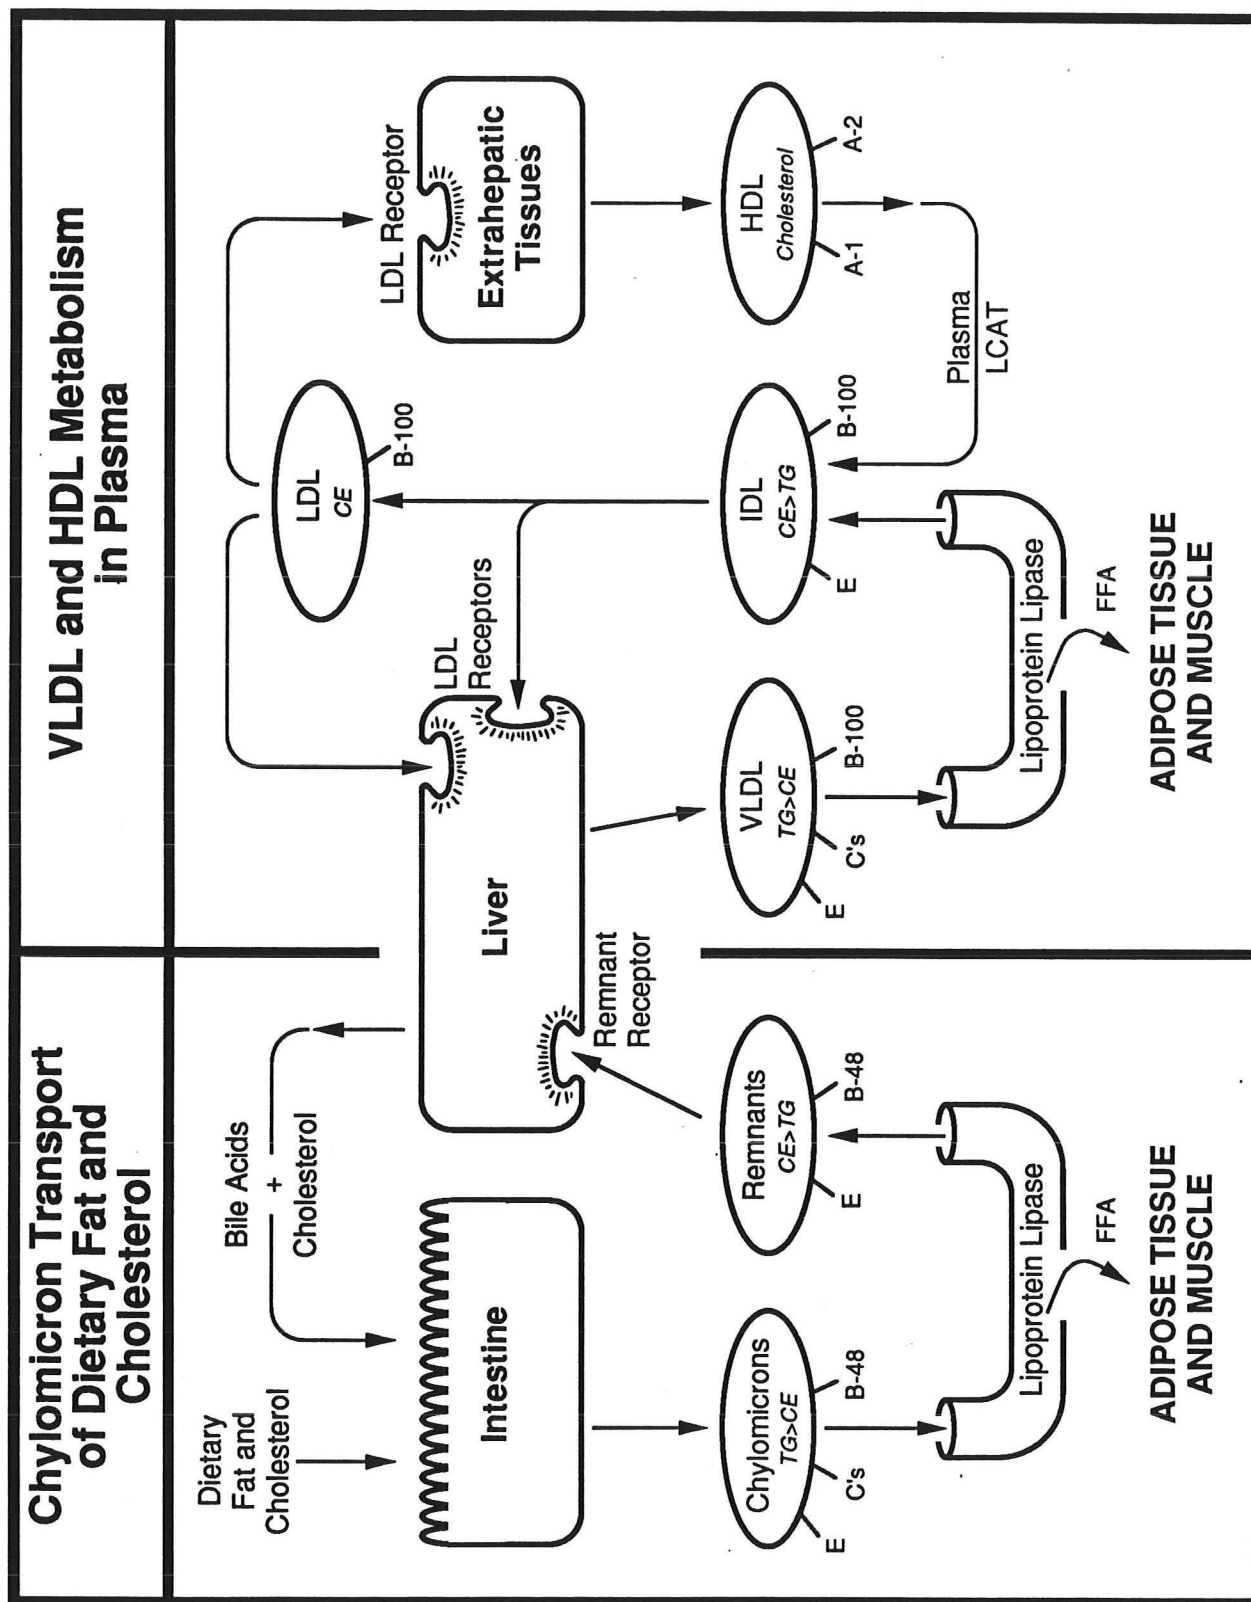 Chylomicron Transport
of Dietary Fat and
Cholesterol
VLDL and HDL Metabolism
in Plasma
Dietary
Fat and
Cholesterol
Bile Acids
+
Cholesterol
Intestine
Liver
Remnant
Receptor
LDL
Receptors
LDL
CE
B-100
LDL Receptor
Extrahepatic
Tissues
Chylomicrons
TG>CE
E
C's
B-48
Remnants
CE>TG
E
B-48
VLDL
TG>CE
E
C's
B-100
IDL
CE>TG
E
B-100
HDL
Cholesterol
A-1
A-2
Plasma
LCAT
Lipoprotein Lipase
FFA
ADIPOSE TISSUE
AND MUSCLE
Lipoprotein Lipase
FFA
ADIPOSE TISSUE
AND MUSCLE